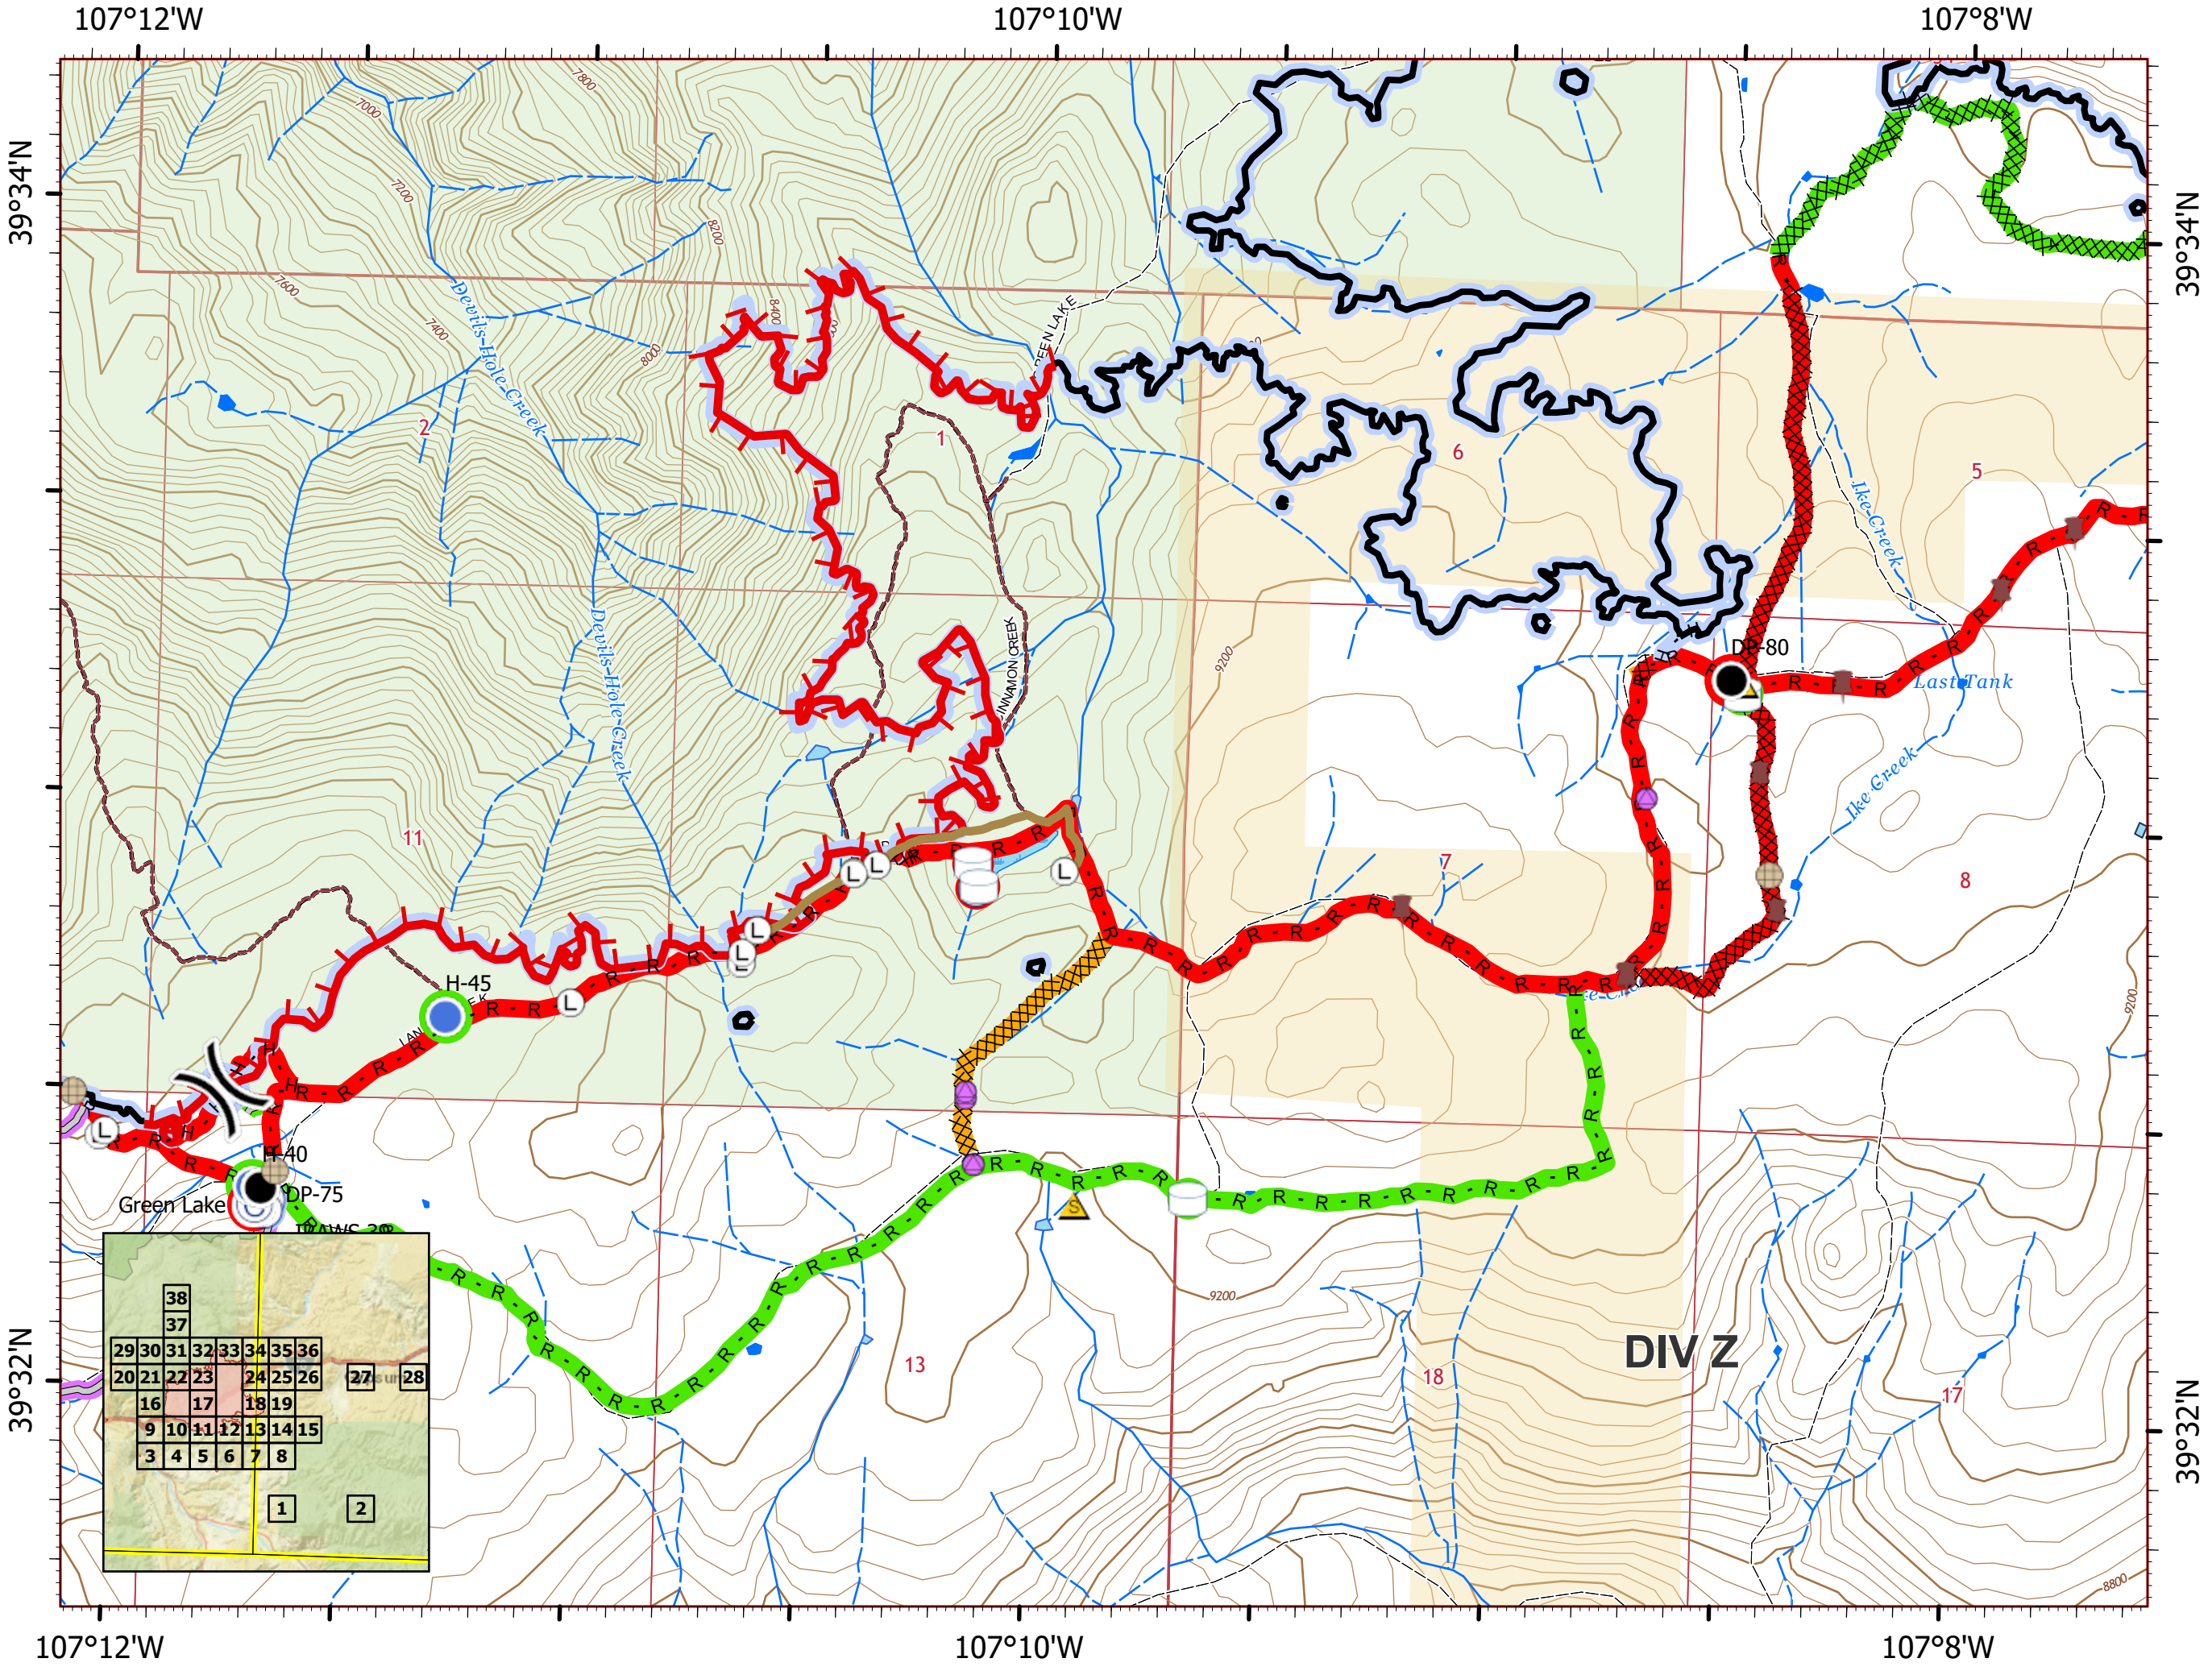 107°12'W 107°10'W 107°8'W
39°34'N
39°34'N
7800
7000
7200
8200
7600
7400
8400
8000
Devils-Hole-Creek
2
1
6
5
Ike-Creek
Devils-Hole-Creek
9200
DP-80
Last Tank
Ike Creek
11
7
8
H-45
9200
H-40
DP-75
Green Lake
9200
DIV Z
13
18
17
8800
38
37
29 30 31 32 33 34 35 36
20 21 22 23 24 25 26 27 28
16 17 18 19
9 10 11 12 13 14 15
3 4 5 6 7 8
1 2
39°32'N
39°32'N
107°12'W 107°10'W 107°8'W